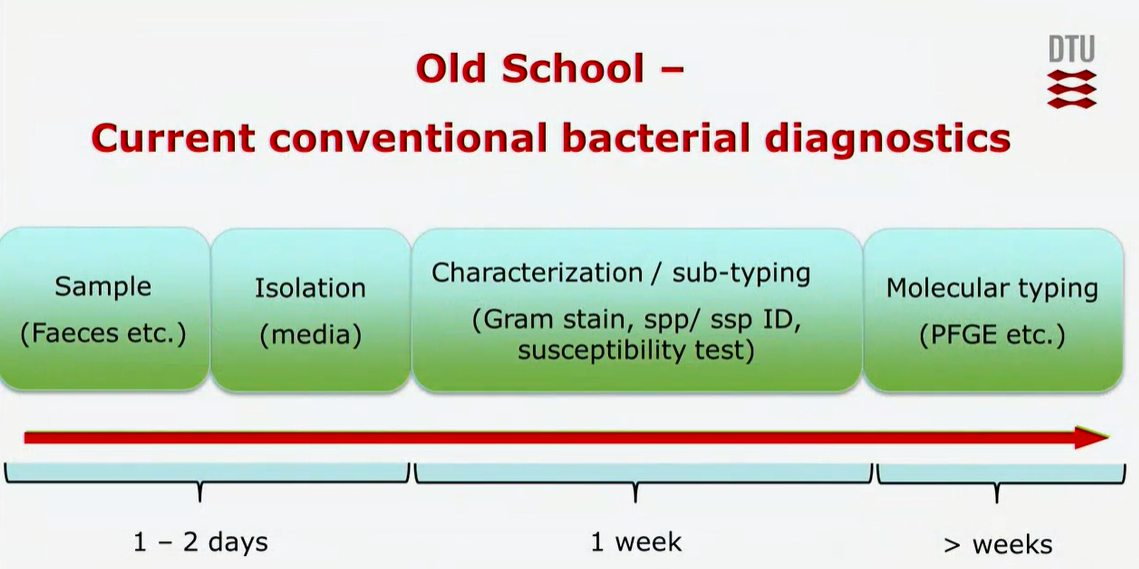 Old School –
DTU
Current conventional bacterial diagnostics
Sample
(Faeces etc.)
Isolation
(media)
Characterization / sub-typing
(Gram stain, spp/ ssp ID,
susceptibility test)
Molecular typing
(PFGE etc.)
1 – 2 days
1 week
> weeks